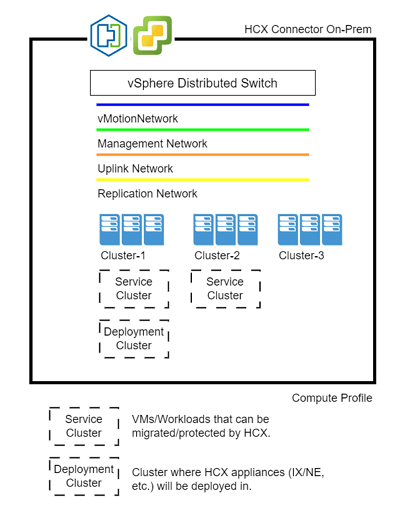 HCX Connector On-Prem
vSphere Distributed Switch
vMotionNetwork
Management Network
Uplink Network
Replication Network
Cluster-1
Cluster-2
Cluster-3
Service
Cluster
Service
Cluster
Deployment
Cluster
Compute Profile
Service
Cluster
VMs/Workloads that can be
migrated/protected by HCX.
Deployment
Cluster
Cluster where HCX appliances (IX/NE,
etc.) will be deployed in.